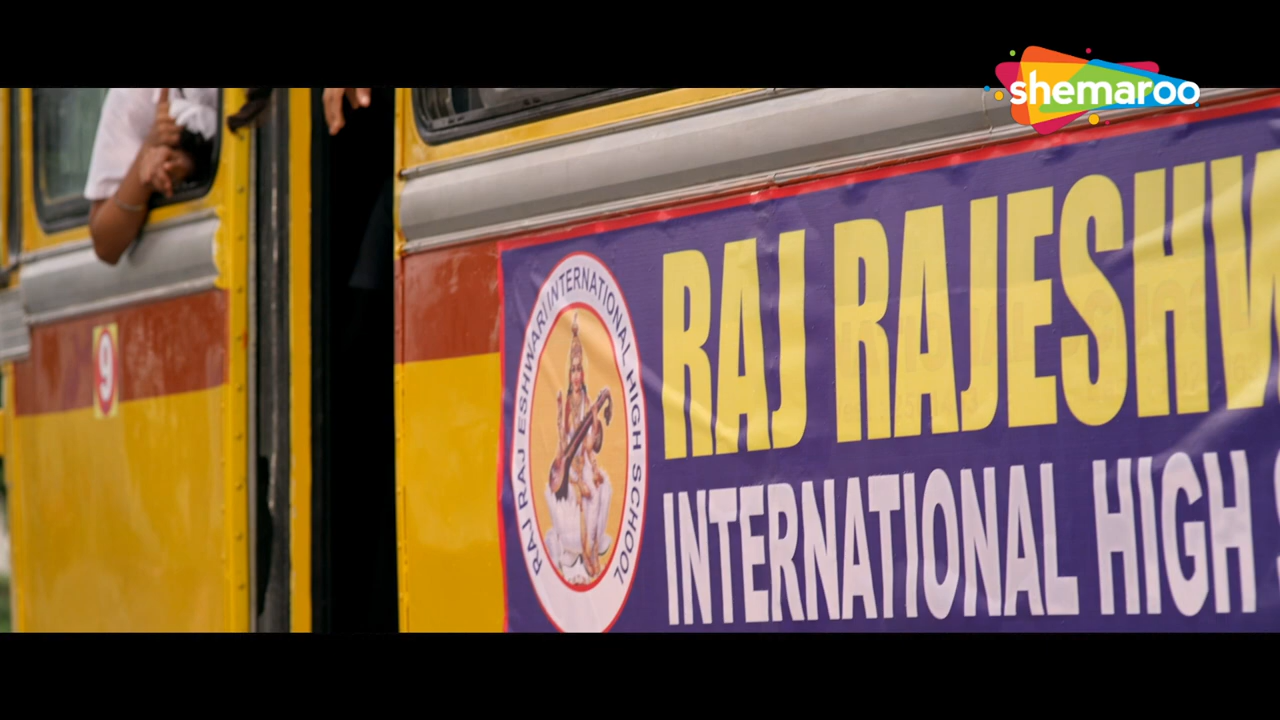 shemaroo
RAJ RAJESHW
INTERNATIONAL HIGH
RAJ RAJ ESHWARI INTERNATIONAL HIGH SCHOOL
9